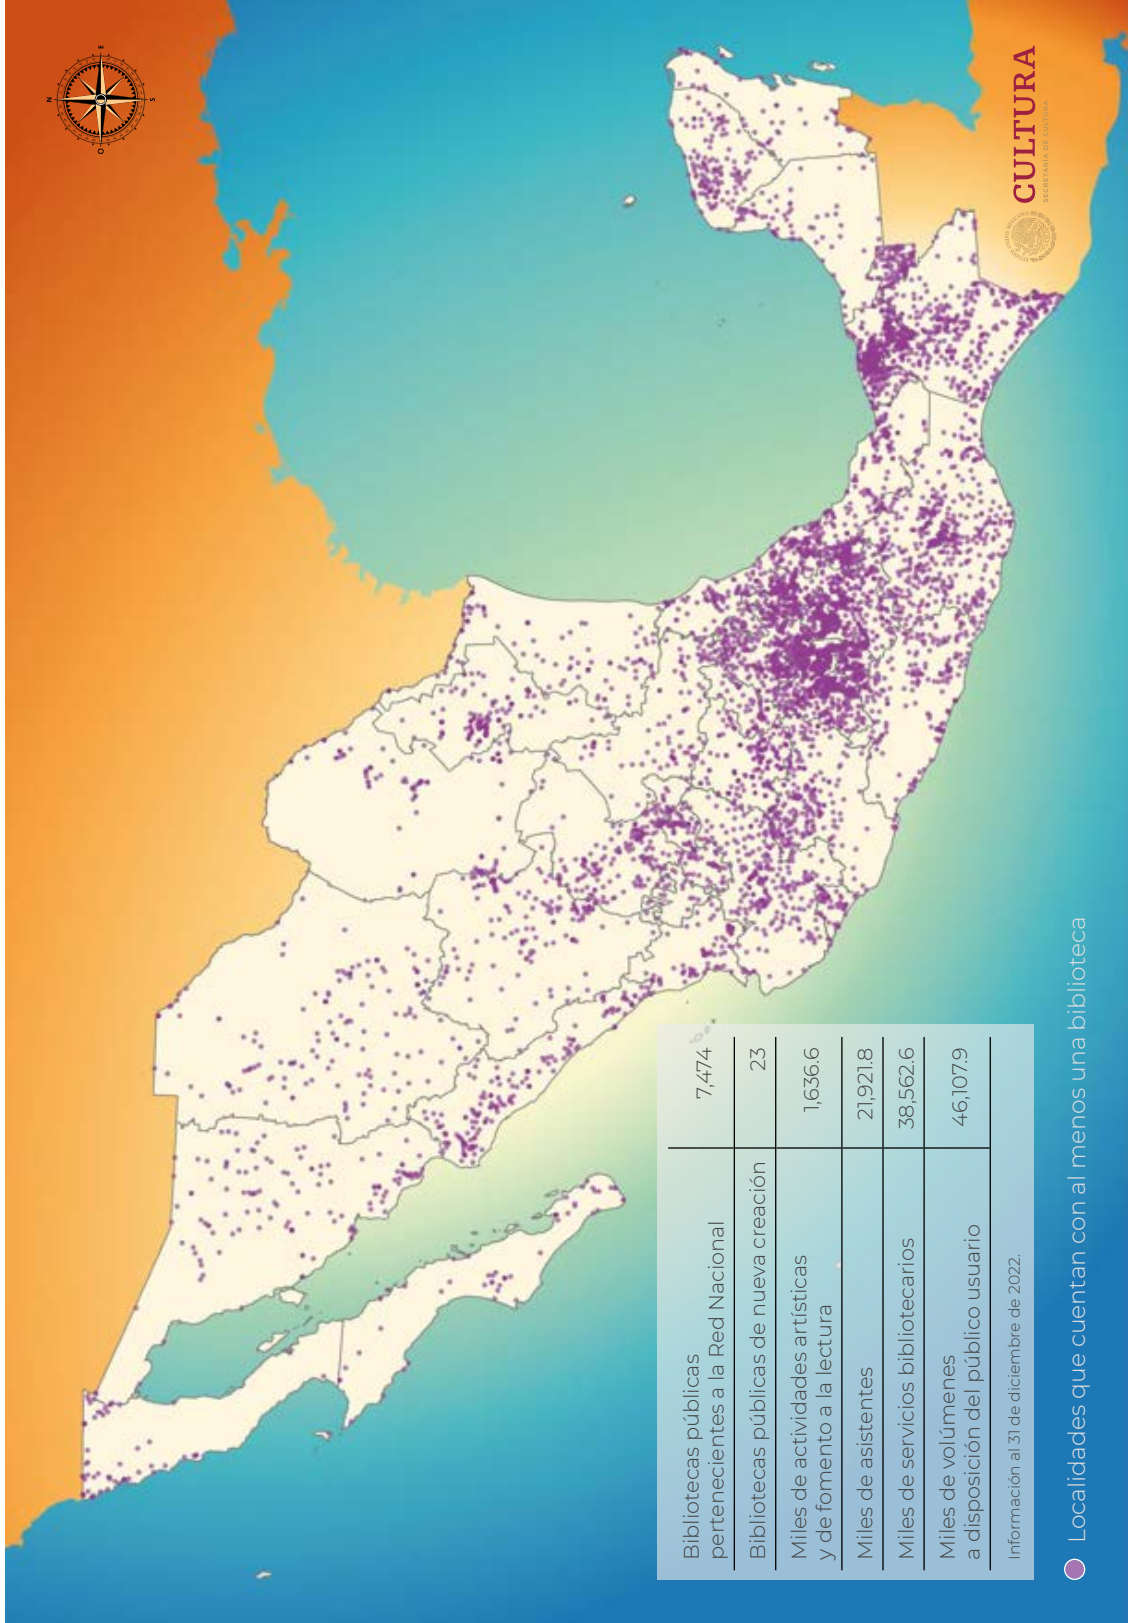 N
E
S
O
CULTURA
SECRETARÍA DE CULTURA
Bibliotecas públicas
pertenecientes a la Red Nacional 7,474
Bibliotecas públicas de nueva creación 23
Miles de actividades artísticas
y de fomento a la lectura 1,636.6
Miles de asistentes 21,921.8
Miles de servicios bibliotecarios 38,562.6
Miles de volúmenes
a disposición del público usuario 46,107.9
Información al 31 de diciembre de 2022.
Localidades que cuentan con al menos una biblioteca